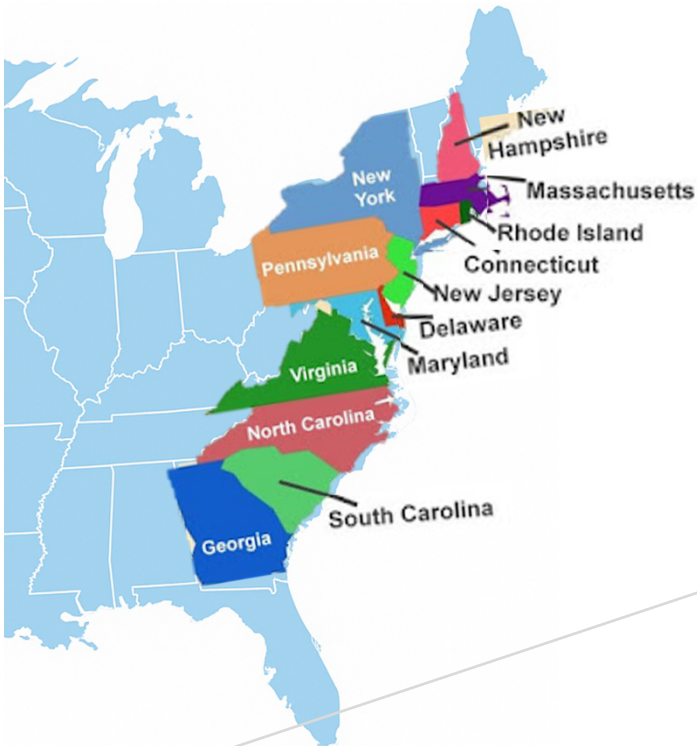 New
Hampshire
New
York
Massachusetts
Rhode Island
Connecticut
Pennsylvania
New Jersey
Delaware
Maryland
Virginia
North Carolina
South Carolina
Georgia